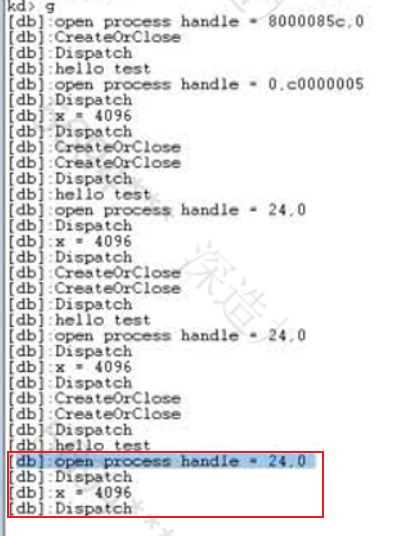 kd> g
[db]:open process handle = 8000085c,0
[db]:CreateOrClose
[db]:Dispatch
[db]:hello test
[db]:open process handle = 0,c0000005
[db]:Dispatch
[db]:x = 4096
[db]:Dispatch
[db]:CreateOrClose
[db]:CreateOrClose
[db]:Dispatch
[db]:hello test
[db]:open process handle = 24,0
[db]:Dispatch
[db]:x = 4096
[db]:Dispatch
[db]:CreateOrClose
[db]:CreateOrClose
[db]:Dispatch
[db]:hello test
[db]:open process handle = 24,0
[db]:Dispatch
[db]:x = 4096
[db]:Dispatch
[db]:CreateOrClose
[db]:CreateOrClose
[db]:Dispatch
[db]:hello test
[db]:open process handle = 24,0
[db]:Dispatch
[db]:x = 4096
[db]:Dispatch
深造